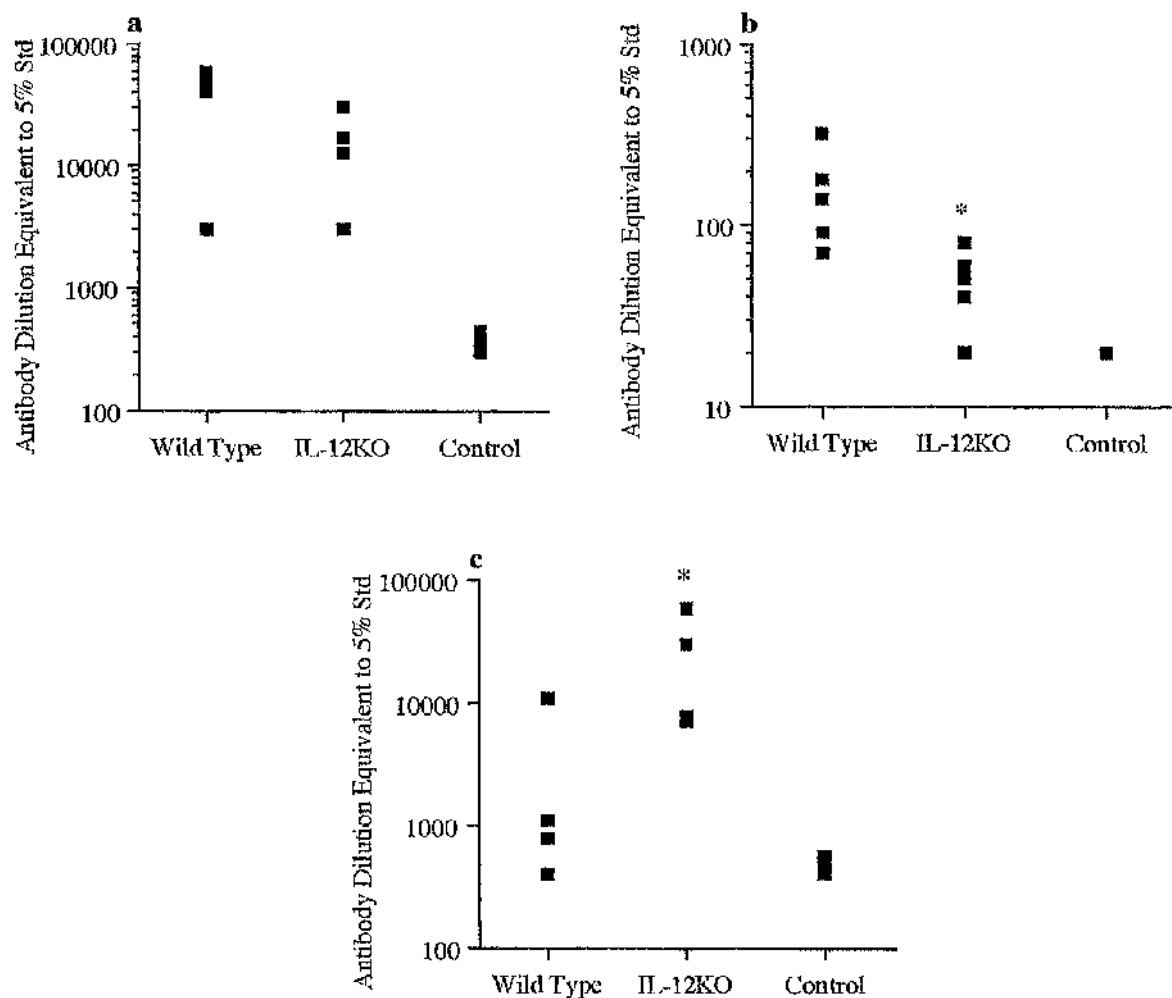 a
Antibody Dilution Equivalent to 5% Std
100000
10000
1000
100
Wild Type IL-12KO Control
b
Antibody Dilution Equivalent to 5% Std
1000
*
100
10
Wild Type IL-12KO Control
c
Antibody Dilution Equivalent to 5% Std
*
100000
10000
1000
100
Wild Type IL-12KO Control